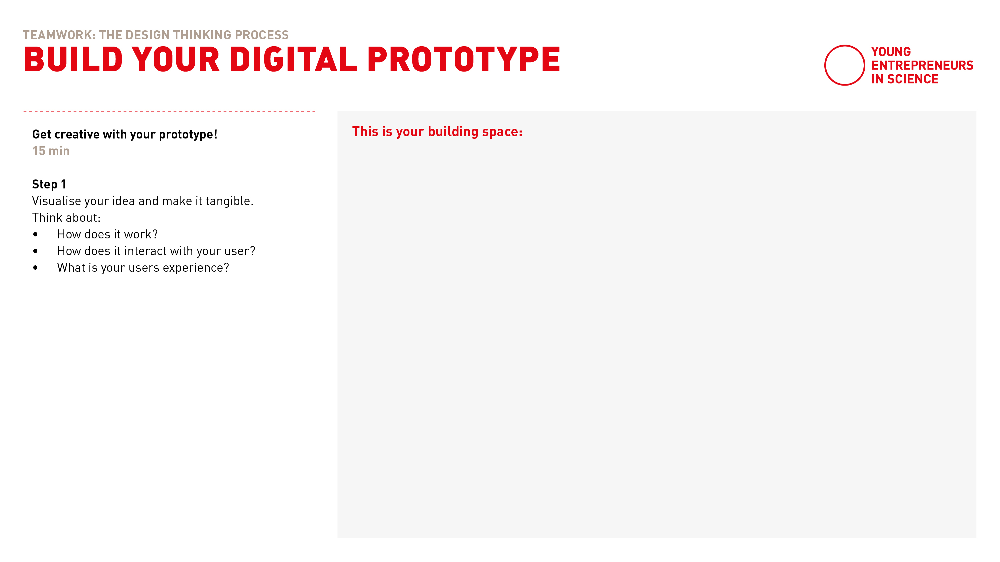 TEAMWORK: THE DESIGN THINKING PROCESS
BUILD YOUR DIGITAL PROTOTYPE
YOUNG
ENTREPRENEURS
IN SCIENCE
Get creative with your prototype!
15 min
Step 1
Visualise your idea and make it tangible.
Think about:
• How does it work?
• How does it interact with your user?
• What is your users experience?
This is your building space: